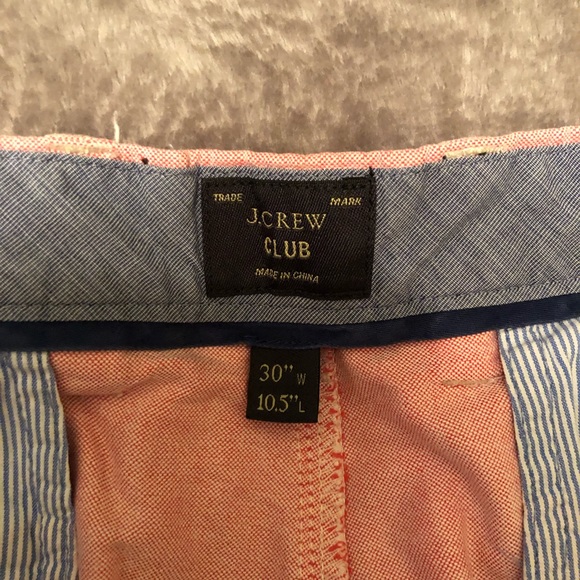 TRADE MARK
J.CREW
CLUB
MADE IN CHINA
30" W
10.5" L